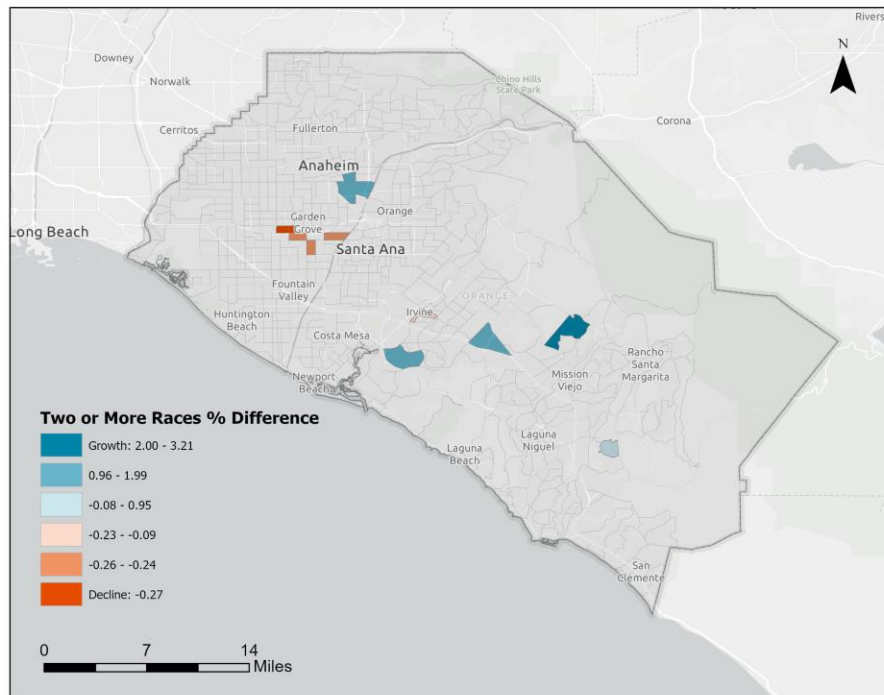 Rivers
Downey
Norwalk
Chino Hills
State Park
N
Corona
Cerritos
Fullerton
Anaheim
Long Beach
Garden
Grove
Orange
Santa Ana
Fountain
Valley
ORANGE
Huntington
Beach
Irvine
Costa Mesa
Rancho
Santa
Margarita
Newport
Beach
Mission
Viejo
Two or More Races % Difference
Growth: 2.00 - 3.21
0.96 - 1.99
-0.08 - 0.95
-0.23 - -0.09
-0.26 - -0.24
Decline: -0.27
Laguna
Beach
Laguna
Niguel
San
Clemente
0 7 14
Miles